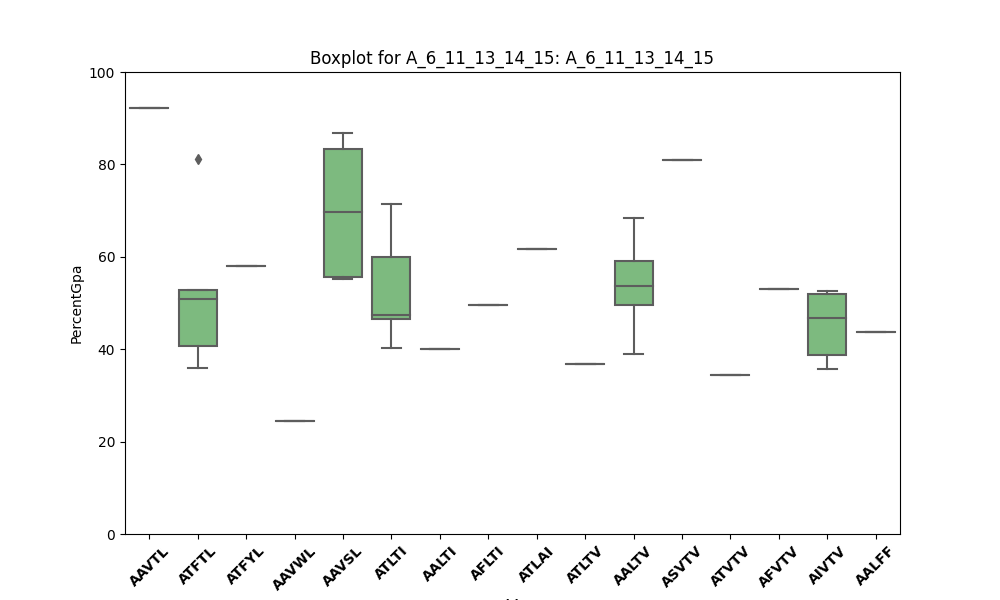 Boxplot for A_6_11_13_14_15: A_6_11_13_14_15
100
80
60
40
20
0
PercentGpa
AAVTL
ATFTL
ATFYL
AAVWL
AAVSL
ATLTI
AALTI
AFLTI
ATLAI
ATLTV
AALTV
ASVTV
ATVTV
AFVTV
AIVTV
AALFF